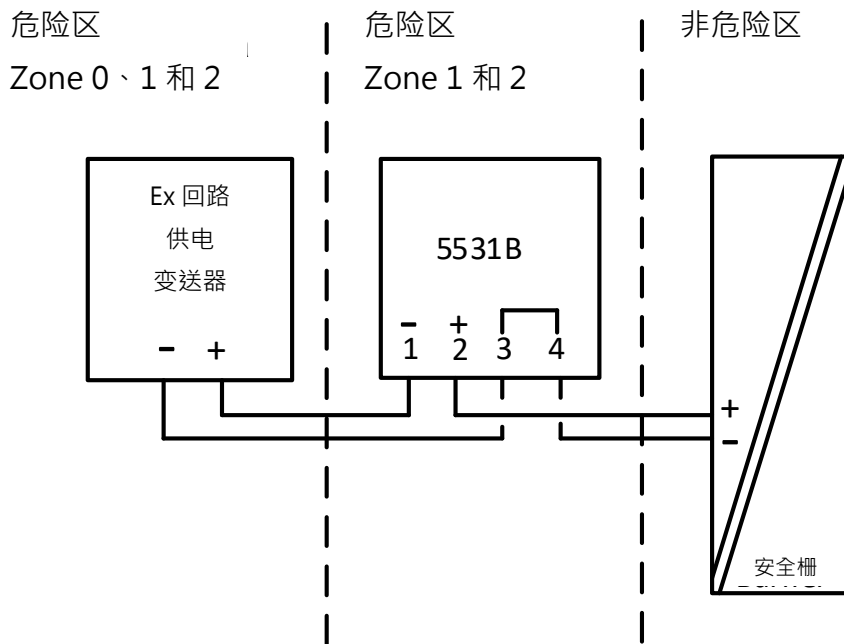 危险区
Zone 0、1 和 2
危险区
Zone 1 和 2
非危险区
Ex 回路
供电
变送器
- +
5531B
- +
1 2 3 4
+
-
安全栅